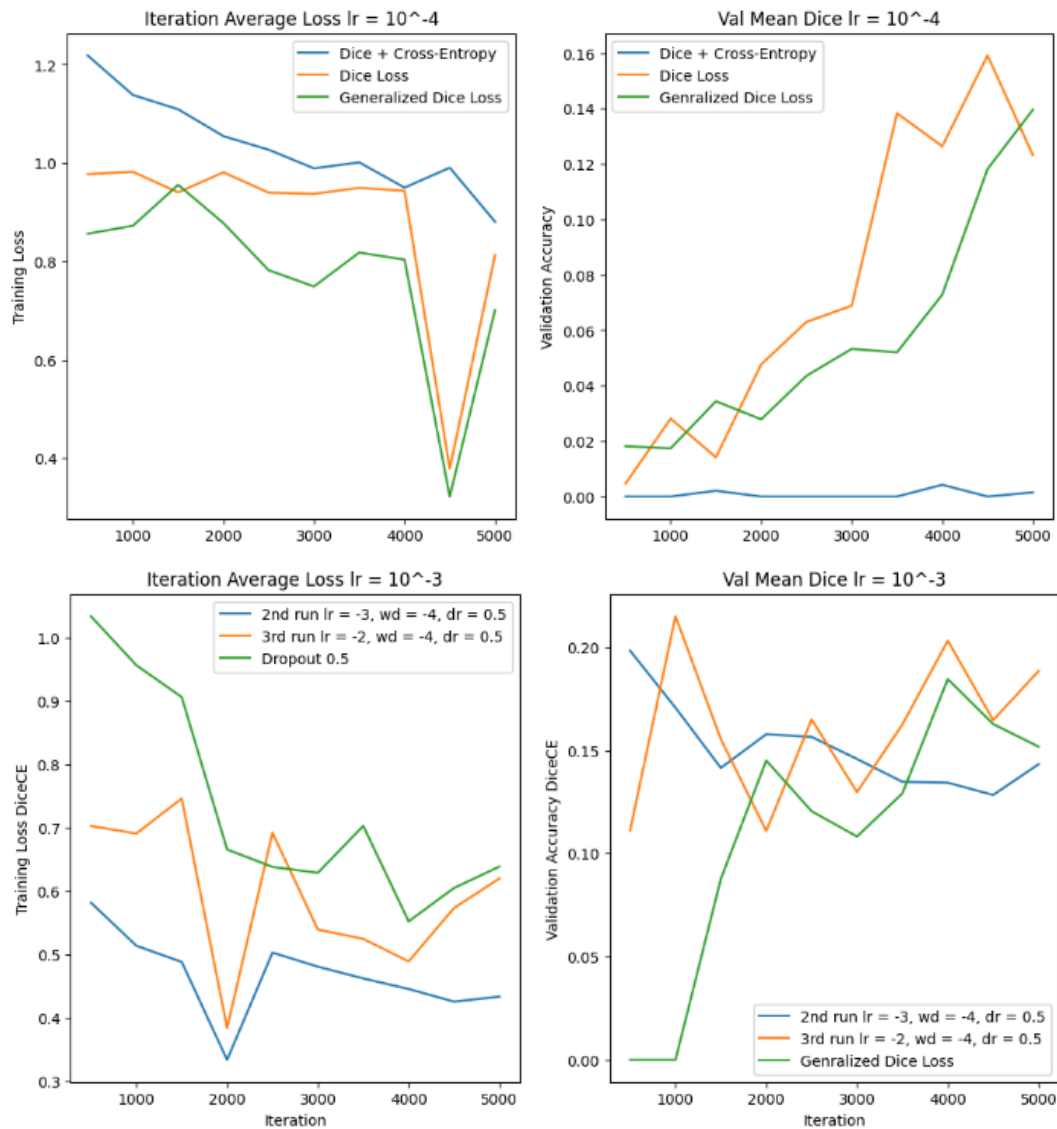 Iteration Average Loss lr = 10^-4
Training Loss
1.2
1.0
0.8
0.6
0.4
Dice + Cross-Entropy
Dice Loss
Generalized Dice Loss
1000 2000 3000 4000 5000
Val Mean Dice lr = 10^-4
Validation Accuracy
0.16
0.14
0.12
0.10
0.08
0.06
0.04
0.02
0.00
Dice + Cross-Entropy
Dice Loss
Genralized Dice Loss
1000 2000 3000 4000 5000
Iteration Average Loss lr = 10^-3
Training Loss DiceCE
1.0
0.9
0.8
0.7
0.6
0.5
0.4
0.3
2nd run lr = -3, wd = -4, dr = 0.5
3rd run lr = -2, wd = -4, dr = 0.5
Dropout 0.5
1000 2000 3000 4000 5000
Iteration
Val Mean Dice lr = 10^-3
Validation Accuracy DiceCE
0.20
0.15
0.10
0.05
0.00
2nd run lr = -3, wd = -4, dr = 0.5
3rd run lr = -2, wd = -4, dr = 0.5
Genralized Dice Loss
1000 2000 3000 4000 5000
Iteration